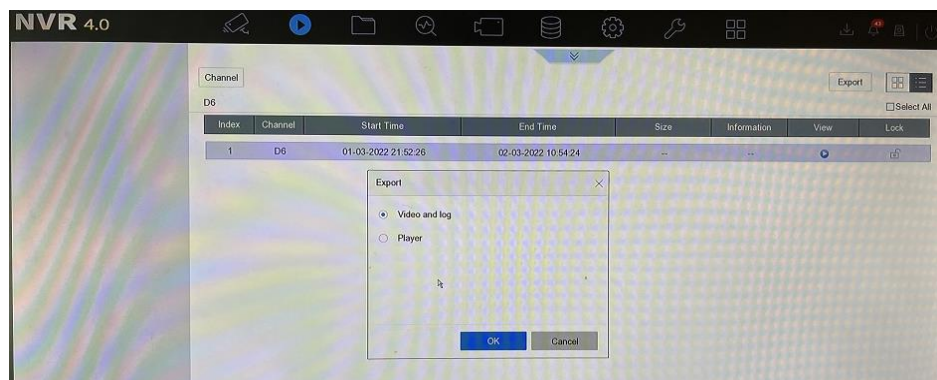 NVR 4.0
43
Channel
Export
D6
Select All
Index Channel Start Time End Time Size Information View Lock
1 D6 01-03-2022 21:52:26 02-03-2022 10:54:24 -- --
Export
Video and log
Player
OK Cancel